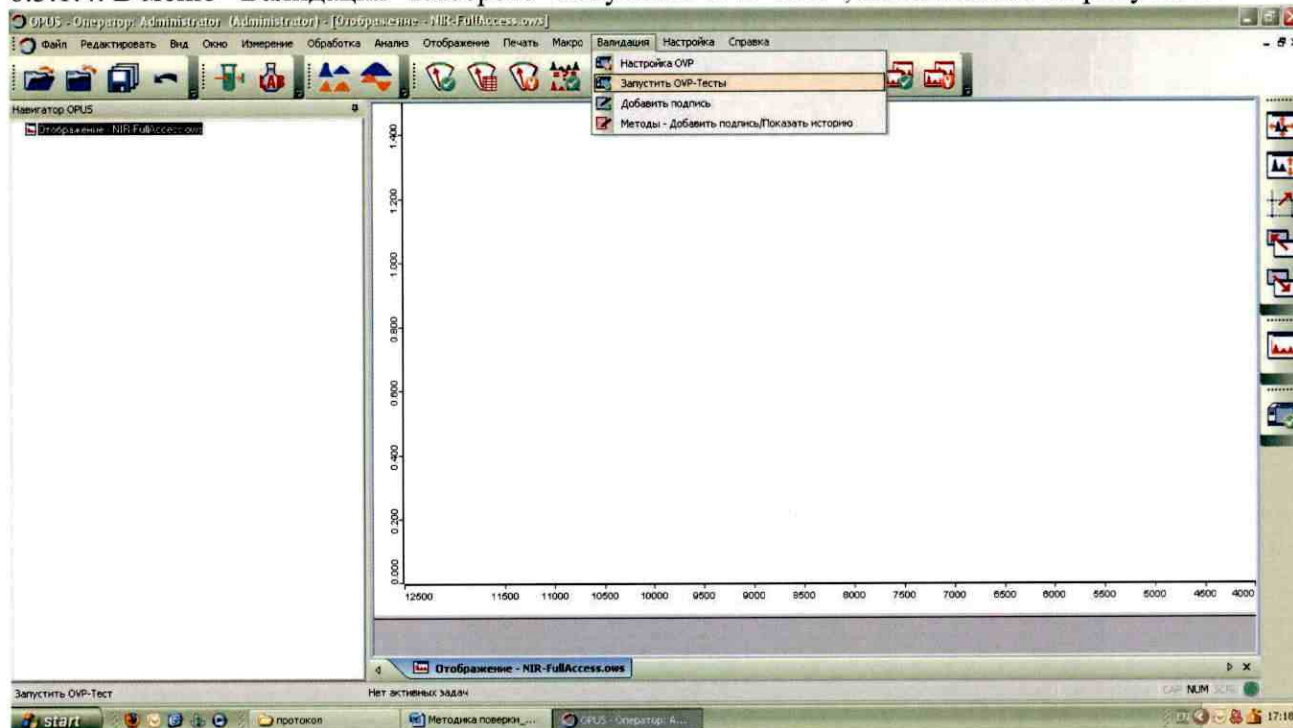 OPUS - Оператор: Administrator (Administrator) - [Отображение - NIR-FullAccess.ows]
Файл Редактировать Вид Окно Измерение Обработка Анализ Отображение Печать Макро Валидация Настройка Справка
Настройка OVP
Запустить OVP-Тесты
Добавить подпись
Методы - Добавить подпись/Показать историю
Навигатор OPUS
Отображение - NIR-FullAccess.ows
1.400
1.200
1.000
0.800
0.600
0.400
0.200
0.000
12500 11500 11000 10500 10000 9500 9000 8500 8000 7500 7000 6500 6000 5500 5000 4500 4000
Отображение - NIR-FullAccess.ows
Запустить OVP-Тест Нет активных задач CAP NUM SCRL
start протокол Методика поверки_... OPUS - Оператор: A... 17:18